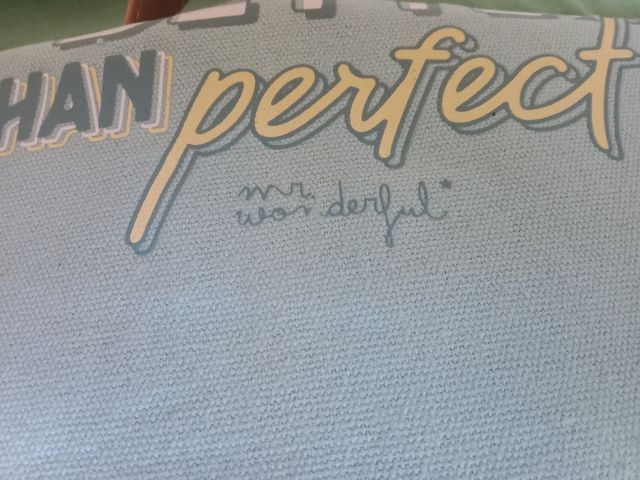 HAN perfect
mr.
wonderful*